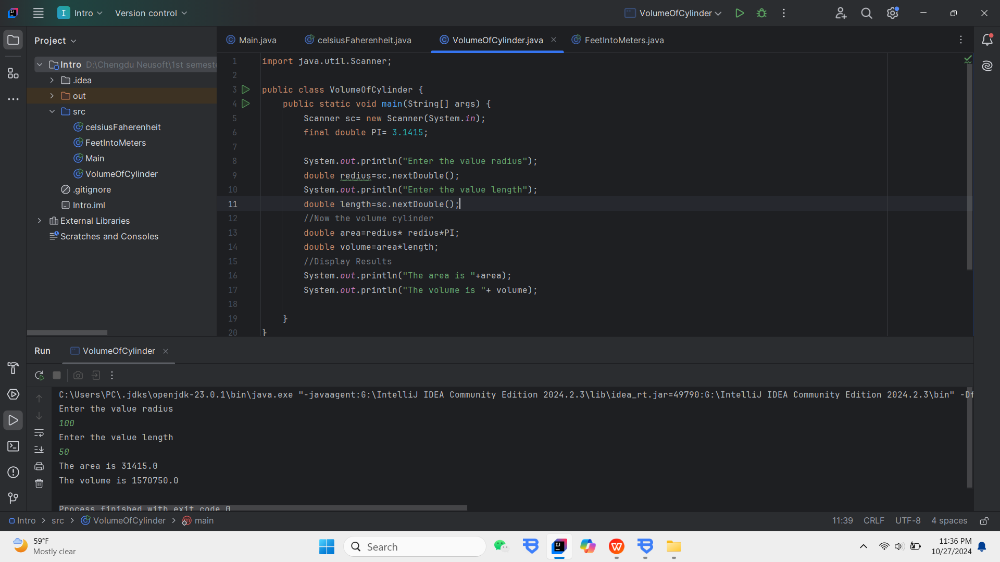 I Intro Version control VolumeOfCylinder
Project
Main.java celsiusFaherenheit.java VolumeOfCylinder.java FeetIntoMeters.java
Intro D:\Chengdu Neusoft\1st semeste
.idea
out
src
celsiusFaherenheit
FeetIntoMeters
Main
VolumeOfCylinder
.gitignore
Intro.iml
External Libraries
Scratches and Consoles
1 import java.util.Scanner;
2
3 public class VolumeOfCylinder {
4 public static void main(String[] args) {
5 Scanner sc= new Scanner(System.in);
6 final double PI= 3.1415;
7
8 System.out.println("Enter the value radius");
9 double redius=sc.nextDouble();
10 System.out.println("Enter the value length");
11 double length=sc.nextDouble();
12 //Now the volume cylinder
13 double area=redius* redius*PI;
14 double volume=area*length;
15 //Display Results
16 System.out.println("The area is "+area);
17 System.out.println("The volume is "+ volume);
18
19 }
20 }
Run VolumeOfCylinder
C:\Users\PC\.jdks\openjdk-23.0.1\bin\java.exe "-javaagent:G:\IntelliJ IDEA Community Edition 2024.2.3\lib\idea_rt.jar=49790:G:\IntelliJ IDEA Community Edition 2024.2.3\bin" -Df
Enter the value radius
100
Enter the value length
50
The area is 31415.0
The volume is 1570750.0
Process finished with exit code 0
Intro > src > VolumeOfCylinder > main 11:39 CRLF UTF-8 4 spaces
59°F
Mostly clear
Search
11:36 PM
10/27/2024